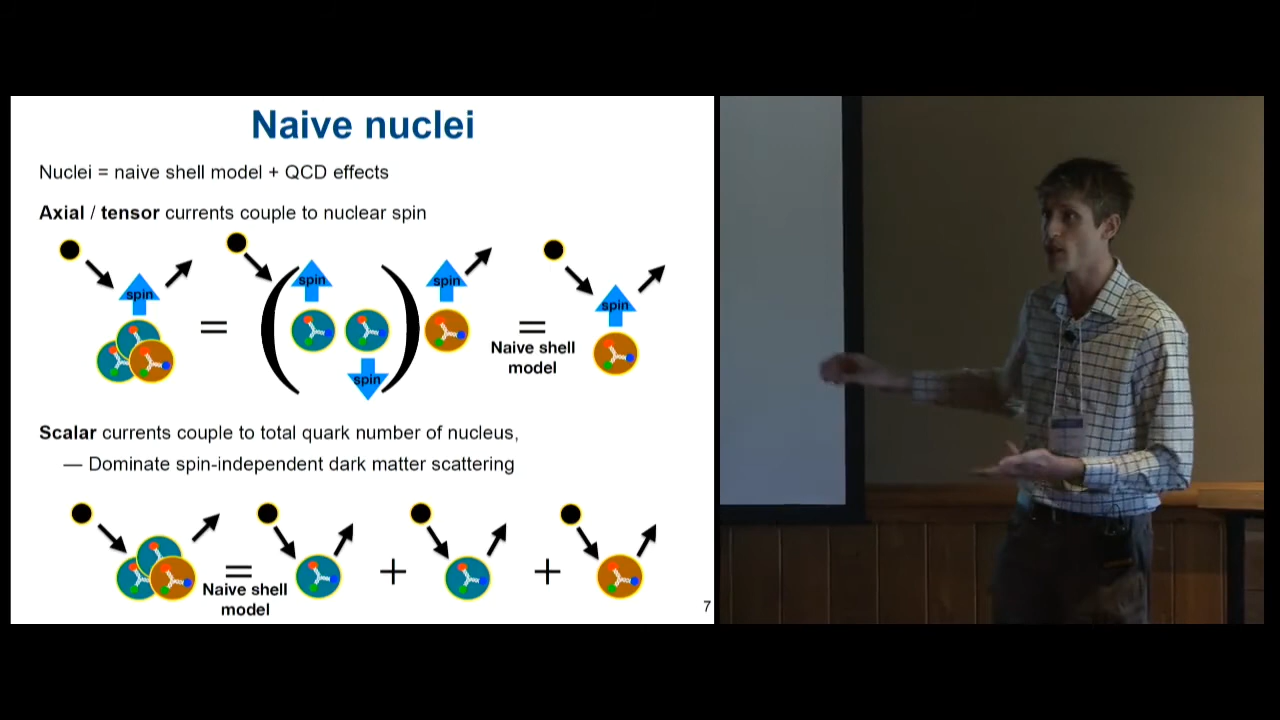 Naive nuclei
Nuclei = naive shell model + QCD effects
Axial / tensor currents couple to nuclear spin
spin
=
(
spin
spin
)
spin
=
Naive shell
model
spin
Scalar currents couple to total quark number of nucleus,
— Dominate spin-independent dark matter scattering
=
Naive shell
model
+
+
7